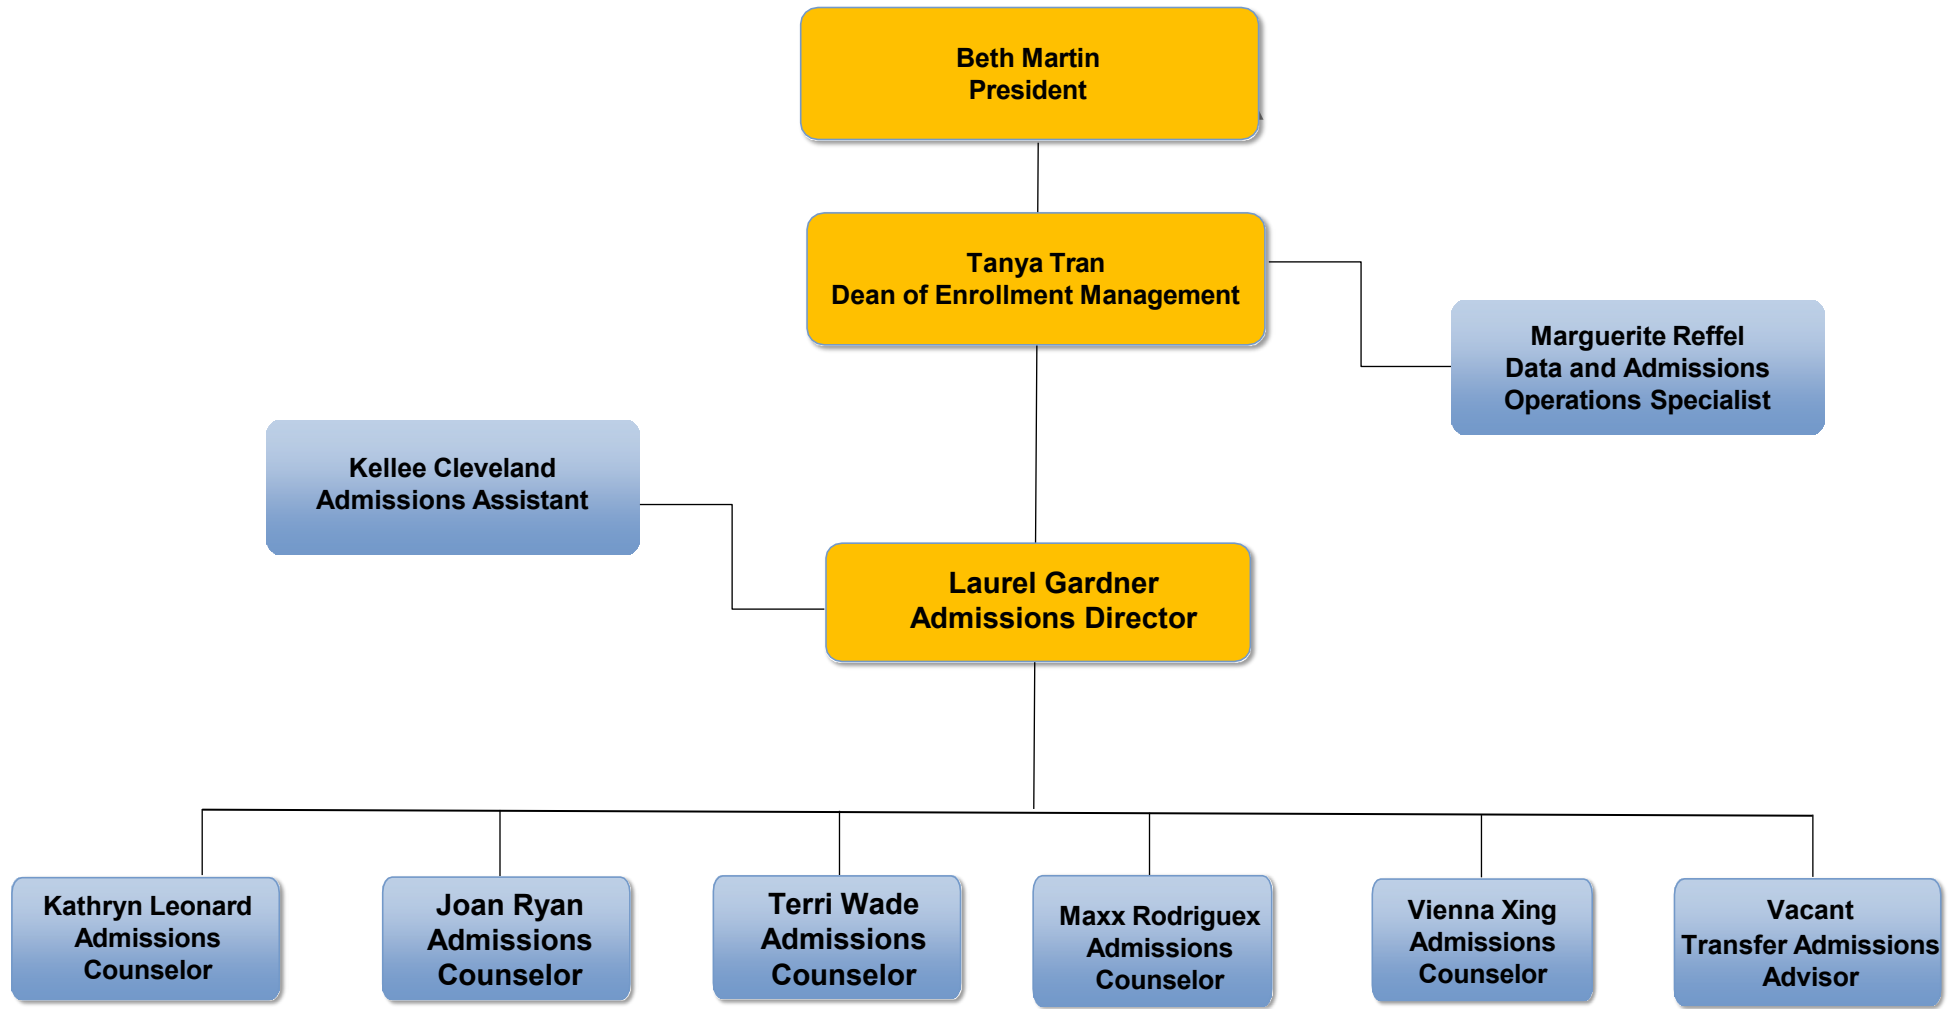 Beth Martin
President
Tanya Tran
Dean of Enrollment Management
Marguerite Reffel
Data and Admissions
Operations Specialist
Kellee Cleveland
Admissions Assistant
Laurel Gardner
Admissions Director
Kathryn Leonard
Admissions
Counselor
Joan Ryan
Admissions
Counselor
Terri Wade
Admissions
Counselor
Maxx Rodriguex
Admissions
Counselor
Vienna Xing
Admissions
Counselor
Vacant
Transfer Admissions
Advisor